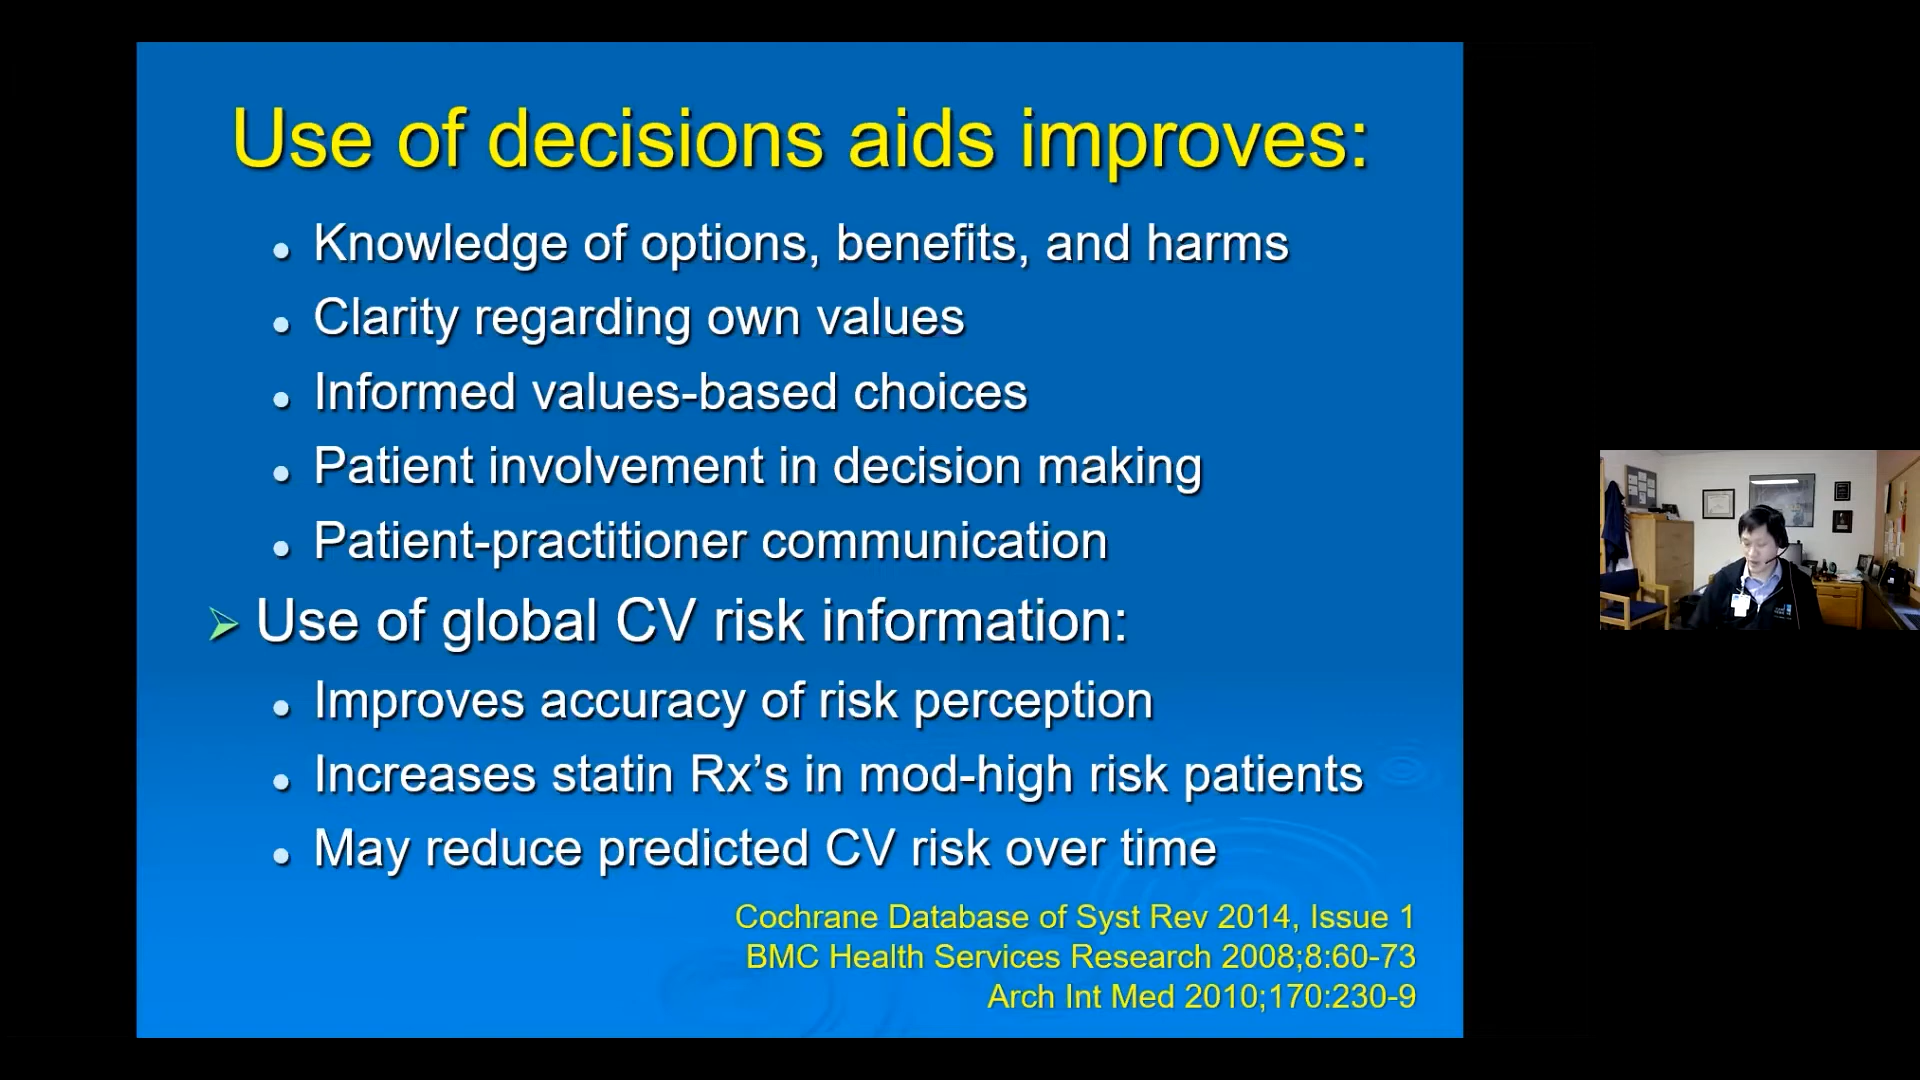 Use of decisions aids improves:
Knowledge of options, benefits, and harms
Clarity regarding own values
Informed values-based choices
Patient involvement in decision making
Patient-practitioner communication
Use of global CV risk information:
Improves accuracy of risk perception
Increases statin Rx’s in mod-high risk patients
May reduce predicted CV risk over time
Cochrane Database of Syst Rev 2014, Issue 1
BMC Health Services Research 2008;8:60-73
Arch Int Med 2010;170:230-9